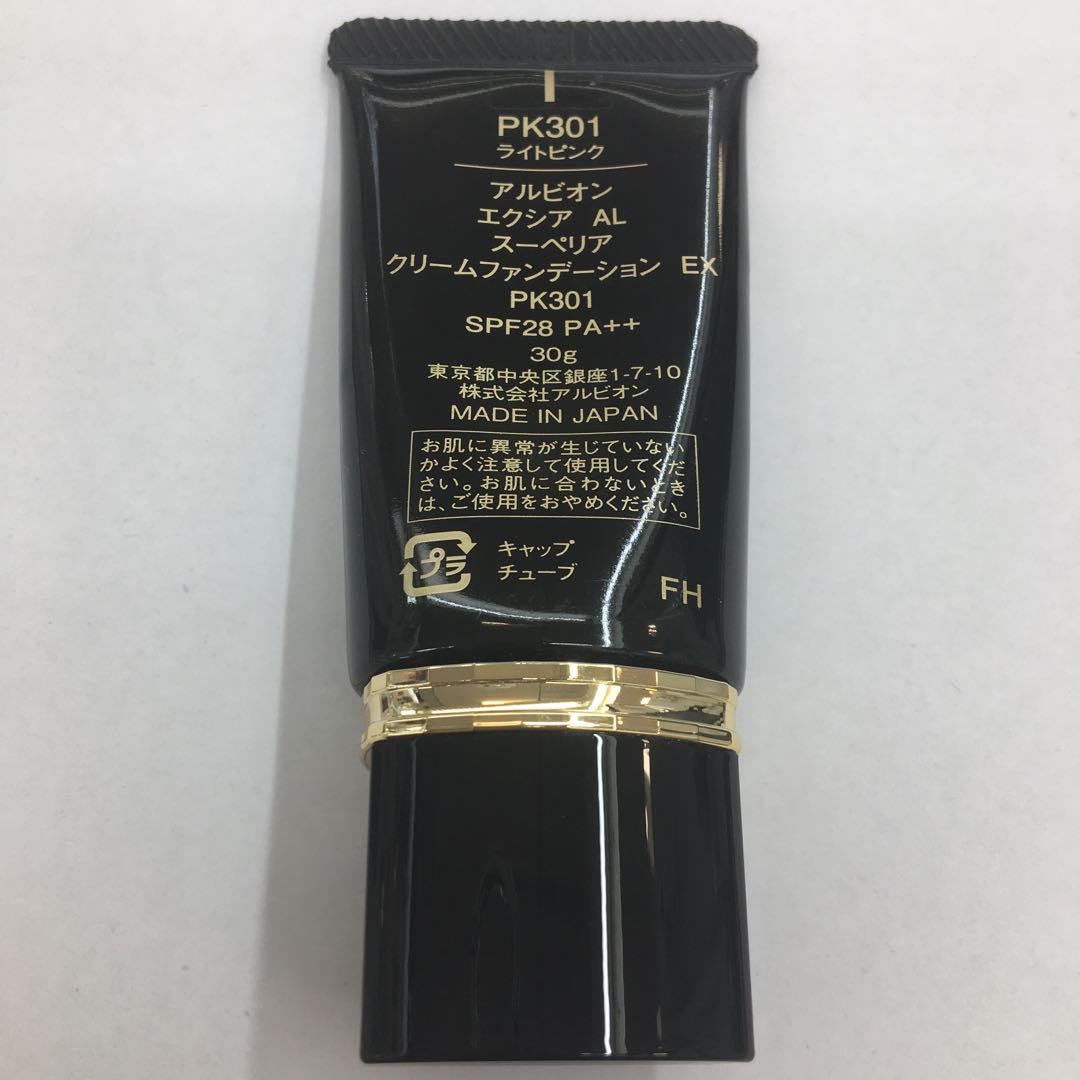 PK301
ライトピンク
アルビオン
エクシア AL
スーペリア
クリームファンデーション EX
PK301
SPF28 PA++
30g
東京都中央区銀座1-7-10
株式会社アルビオン
MADE IN JAPAN
お肌に異常が生じていない
かよく注意して使用してくだ
さい。お肌に合わないとき
は、ご使用をおやめください。
プラ
キャップ
チューブ
FH